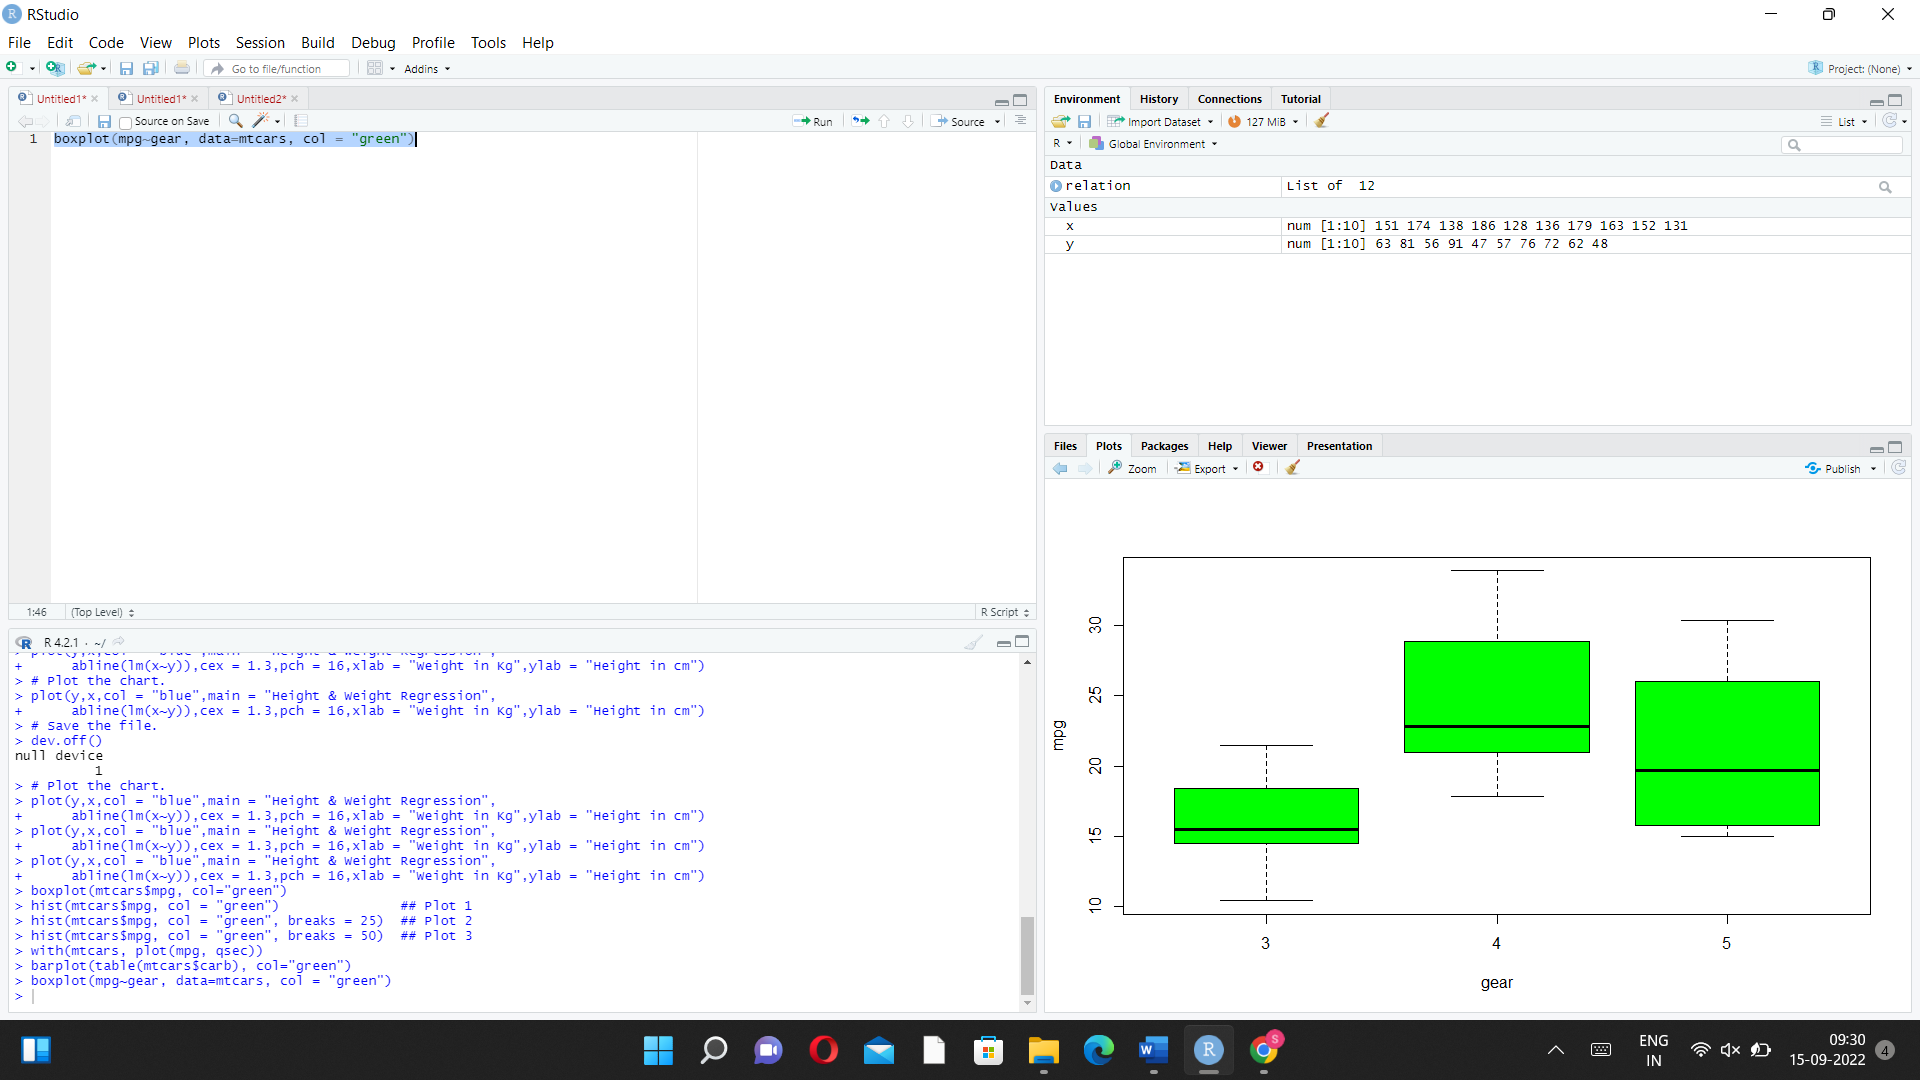 RStudio
File Edit Code View Plots Session Build Debug Profile Tools Help
Go to file/function Addins Project: (None)
Untitled1* Untitled1* Untitled2*
Source on Save Run Source
1 boxplot(mpg~gear, data=mtcars, col = "green")
1:46 (Top Level) R Script
R 4.2.1 · ~/
+ abline(lm(x~y)),cex = 1.3,pch = 16,xlab = "Weight in Kg",ylab = "Height in cm")
> # Plot the chart.
> plot(y,x,col = "blue",main = "Height & Weight Regression",
+ abline(lm(x~y)),cex = 1.3,pch = 16,xlab = "Weight in Kg",ylab = "Height in cm")
> # Save the file.
> dev.off()
null device
1
> # Plot the chart.
> plot(y,x,col = "blue",main = "Height & Weight Regression",
+ abline(lm(x~y)),cex = 1.3,pch = 16,xlab = "Weight in Kg",ylab = "Height in cm")
> plot(y,x,col = "blue",main = "Height & Weight Regression",
+ abline(lm(x~y)),cex = 1.3,pch = 16,xlab = "Weight in Kg",ylab = "Height in cm")
> plot(y,x,col = "blue",main = "Height & Weight Regression",
+ abline(lm(x~y)),cex = 1.3,pch = 16,xlab = "Weight in Kg",ylab = "Height in cm")
> boxplot(mtcars$mpg, col="green")
> hist(mtcars$mpg, col = "green") ## Plot 1
> hist(mtcars$mpg, col = "green", breaks = 25) ## Plot 2
> hist(mtcars$mpg, col = "green", breaks = 50) ## Plot 3
> with(mtcars, plot(mpg, qsec))
> barplot(table(mtcars$carb), col="green")
> boxplot(mpg~gear, data=mtcars, col = "green")
>
Environment History Connections Tutorial
Import Dataset 127 MiB List
R Global Environment
Data
relation List of 12
Values
x num [1:10] 151 174 138 186 128 136 179 163 152 131
y num [1:10] 63 81 56 91 47 57 76 72 62 48
Files Plots Packages Help Viewer Presentation
Zoom Export Publish
30
25
20
15
10
mpg
3 4 5
gear
ENG
IN
09:30
15-09-2022
4